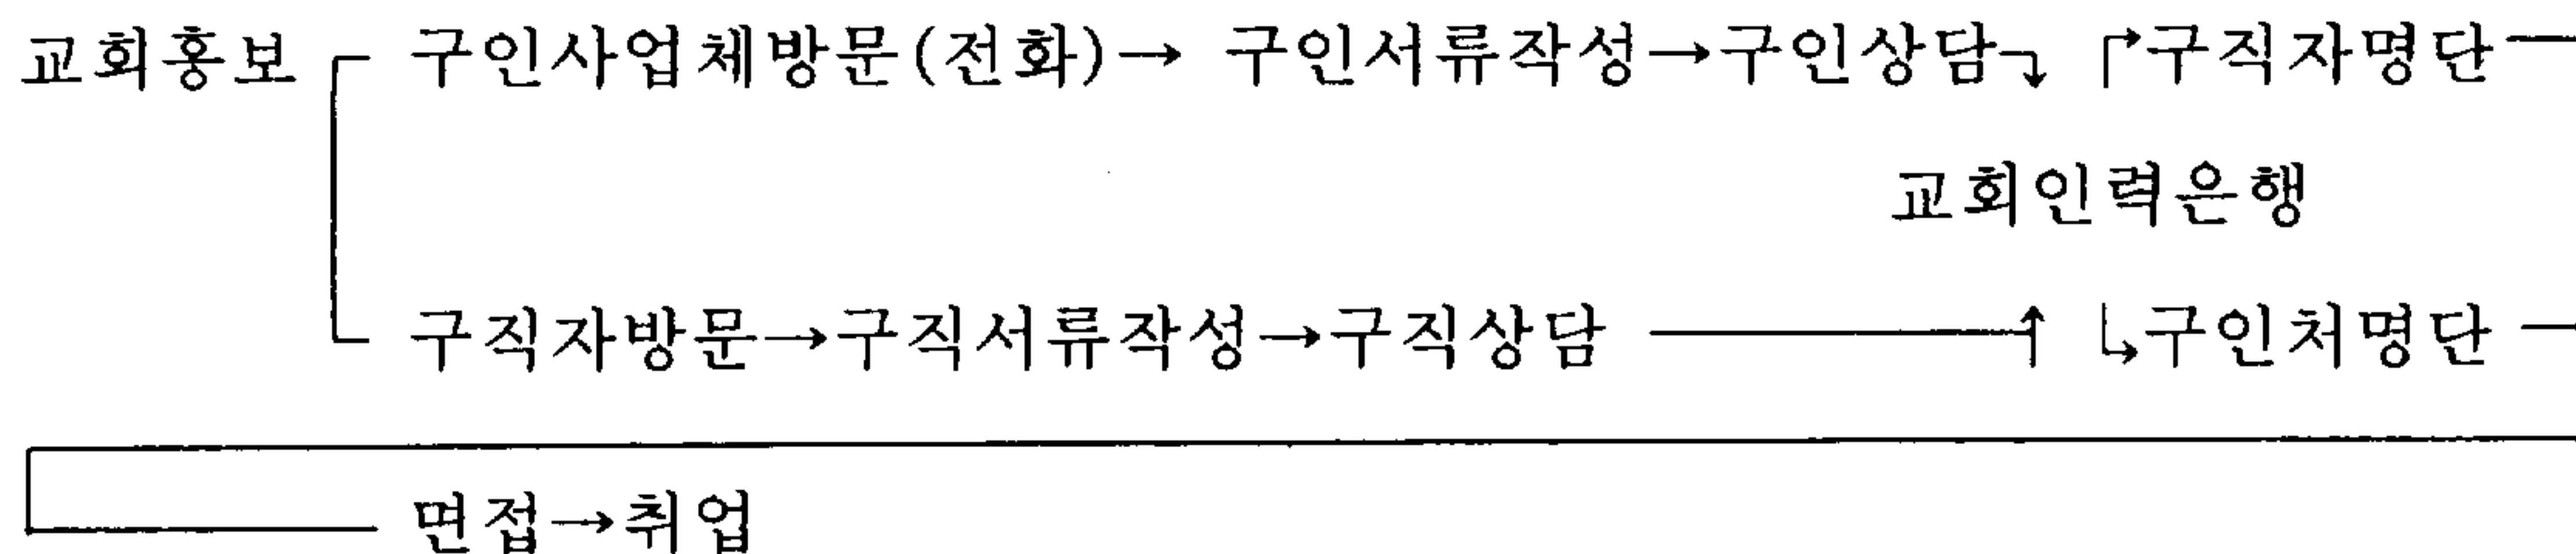 교회홍보 구인사업체방문(전화)→ 구인서류작성→구인상담 구직자명단
교회인력은행
구직자방문→구직서류작성→구직상담 구인처명단
면접→취업